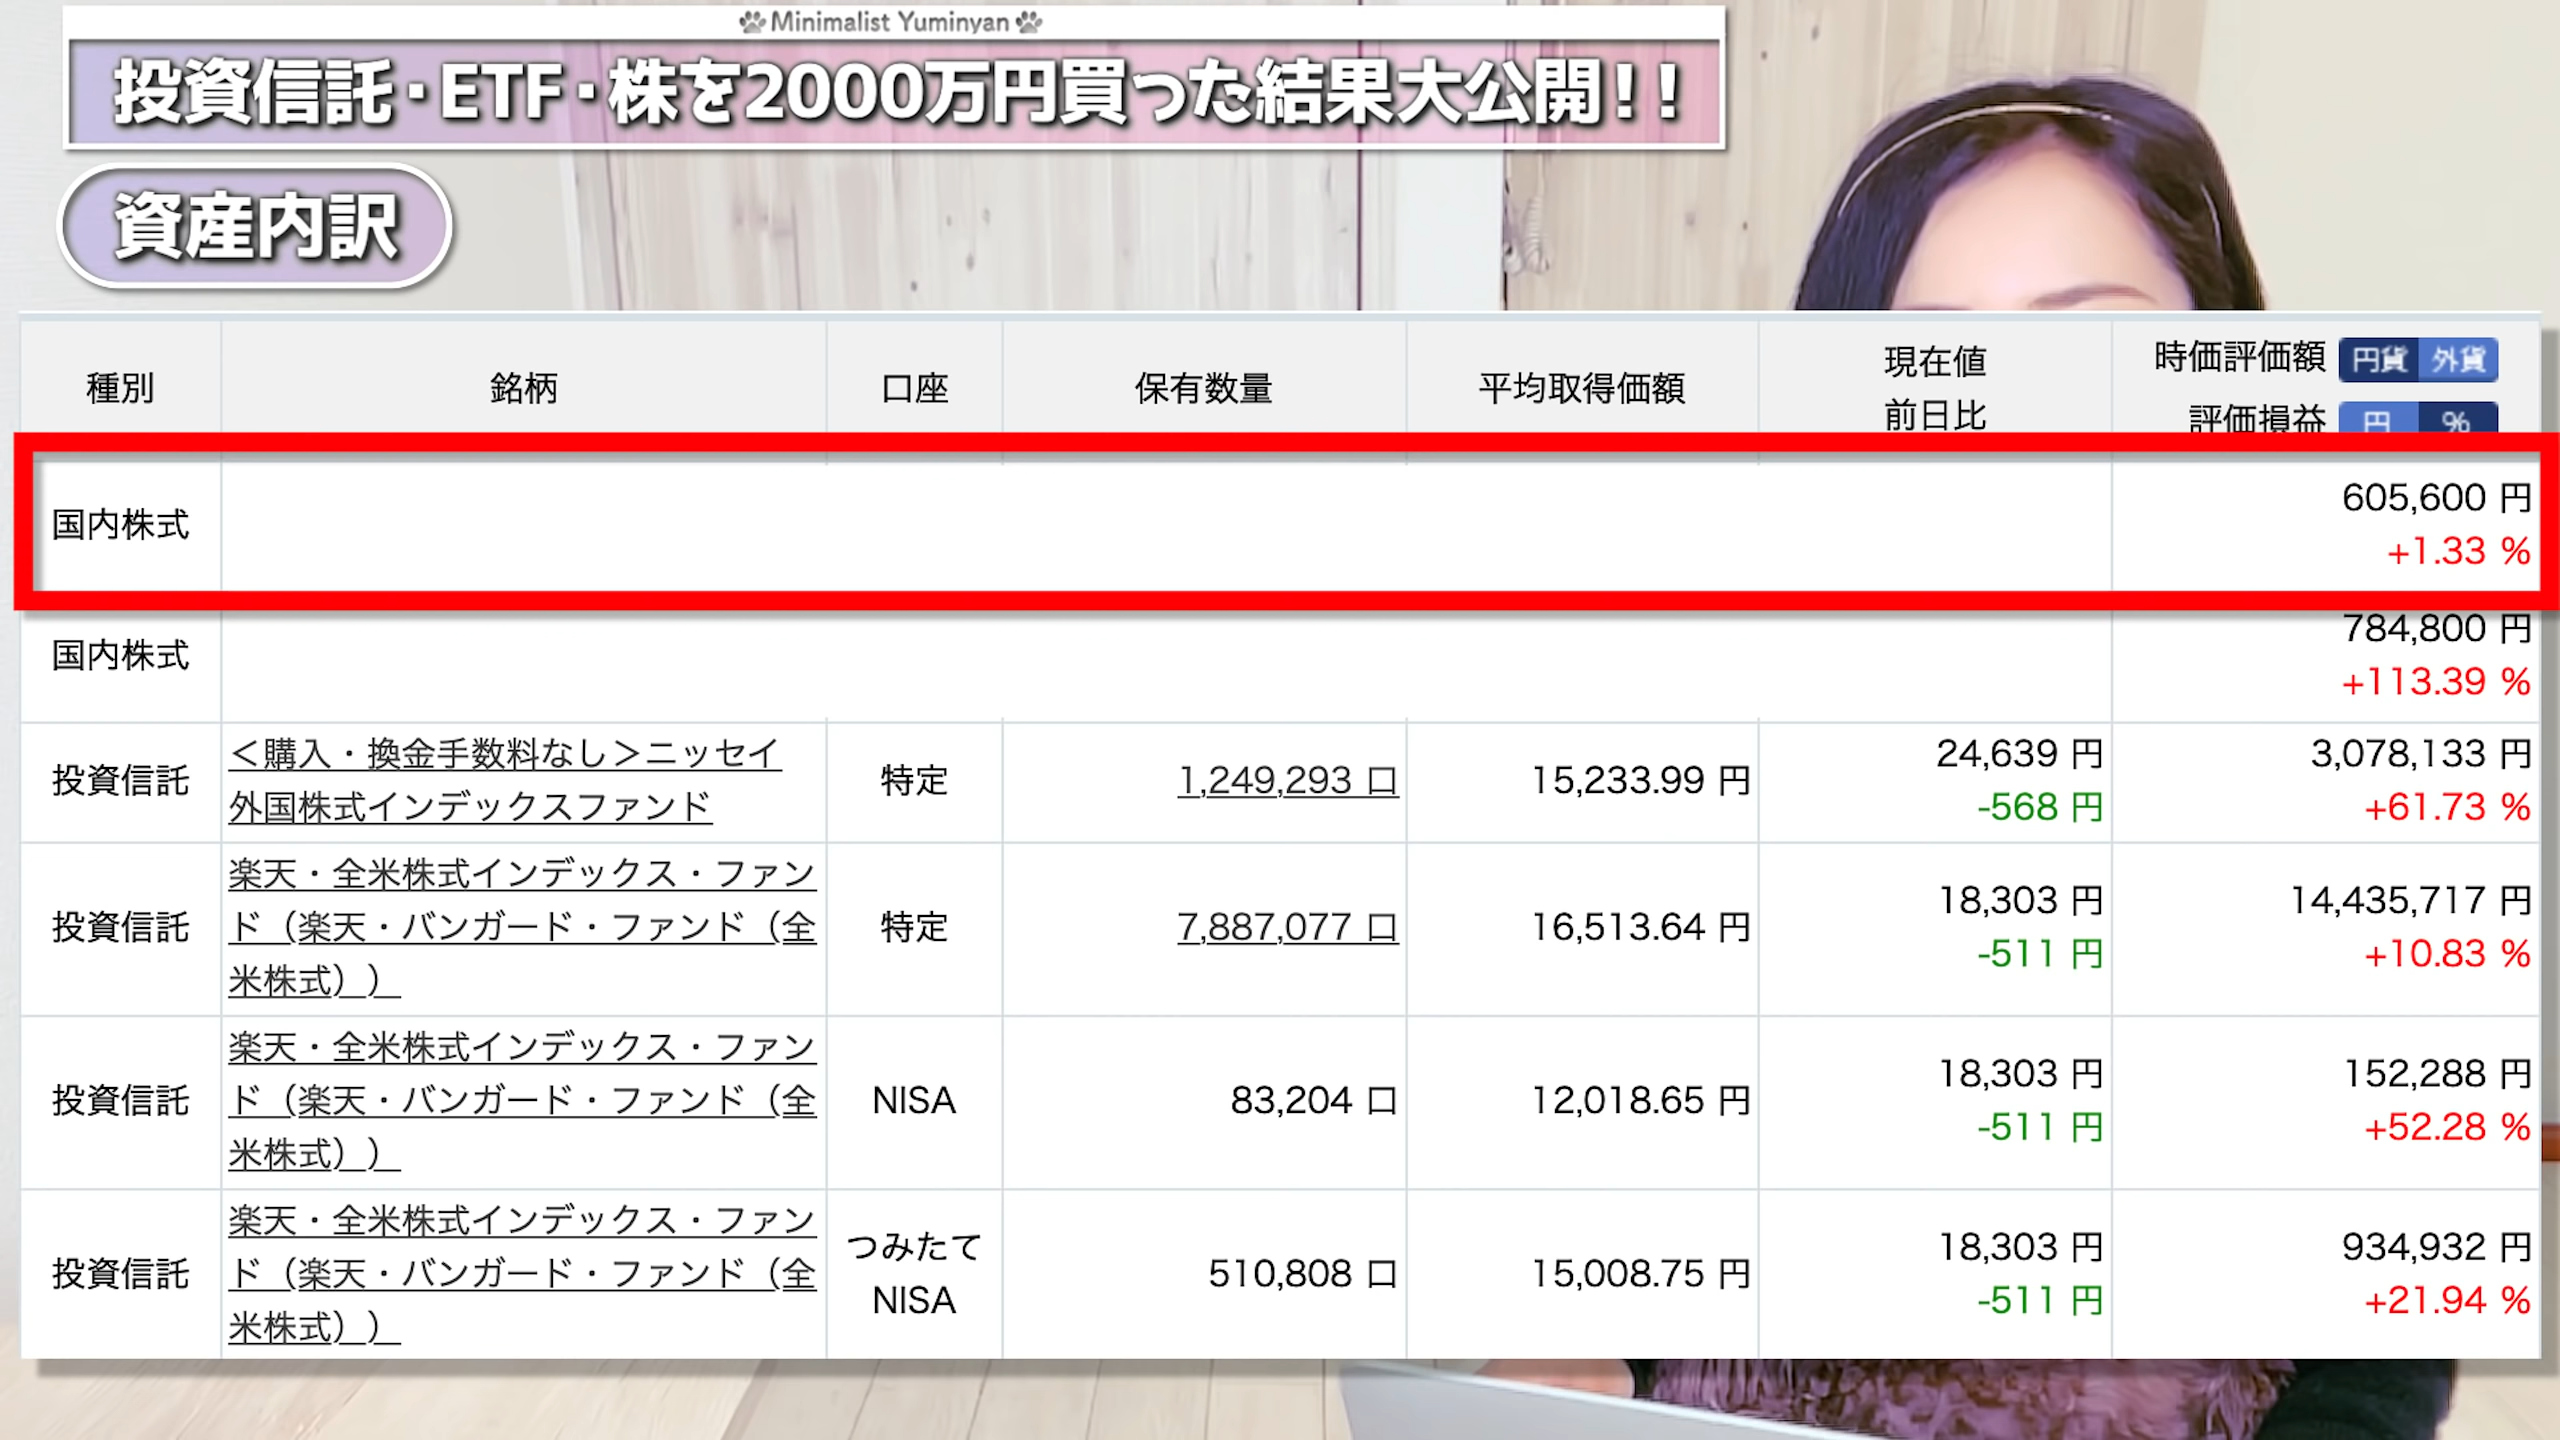 Minimalist Yuminyan
投資信託・ETF・株を2000万円買った結果大公開!!
資産内訳
種別 銘柄 口座 保有数量 平均取得価額 現在値 前日比 時価評価額 円貨 外貨 評価損益 円 %
国内株式 605,600 円
+1.33 %
国内株式 784,800 円
+113.39 %
投資信託 <購入・換金手数料なし>ニッセイ 特定 1,249,293 口 15,233.99 円 24,639 円 3,078,133 円
外国株式インデックスファンド -568 円 +61.73 %
投資信託 楽天・全米株式インデックス・ファン 特定 7,887,077 口 16,513.64 円 18,303 円 14,435,717 円
ド(楽天・バンガード・ファンド(全 -511 円 +10.83 %
米株式))
投資信託 楽天・全米株式インデックス・ファン NISA 83,204 口 12,018.65 円 18,303 円 152,288 円
ド(楽天・バンガード・ファンド(全 -511 円 +52.28 %
米株式))
投資信託 楽天・全米株式インデックス・ファン つみたて NISA 510,808 口 15,008.75 円 18,303 円 934,932 円
ド(楽天・バンガード・ファンド(全 -511 円 +21.94 %
米株式))